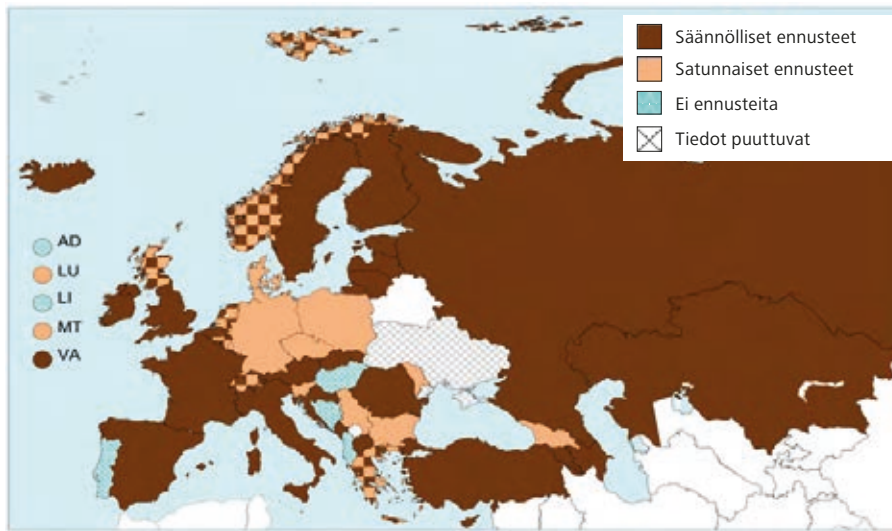 Säännölliset ennusteet
Satunnaiset ennusteet
Ei ennusteita
Tiedot puuttuvat
AD
LU
LI
MT
VA